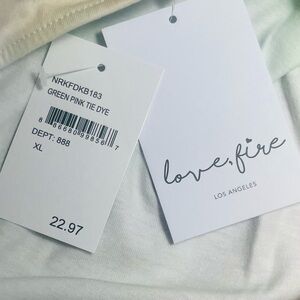 NRKFDKB183
GREEN PINK TIE DYE
DEPT: 888
XL
22.97
love, fire
LOS ANGELES